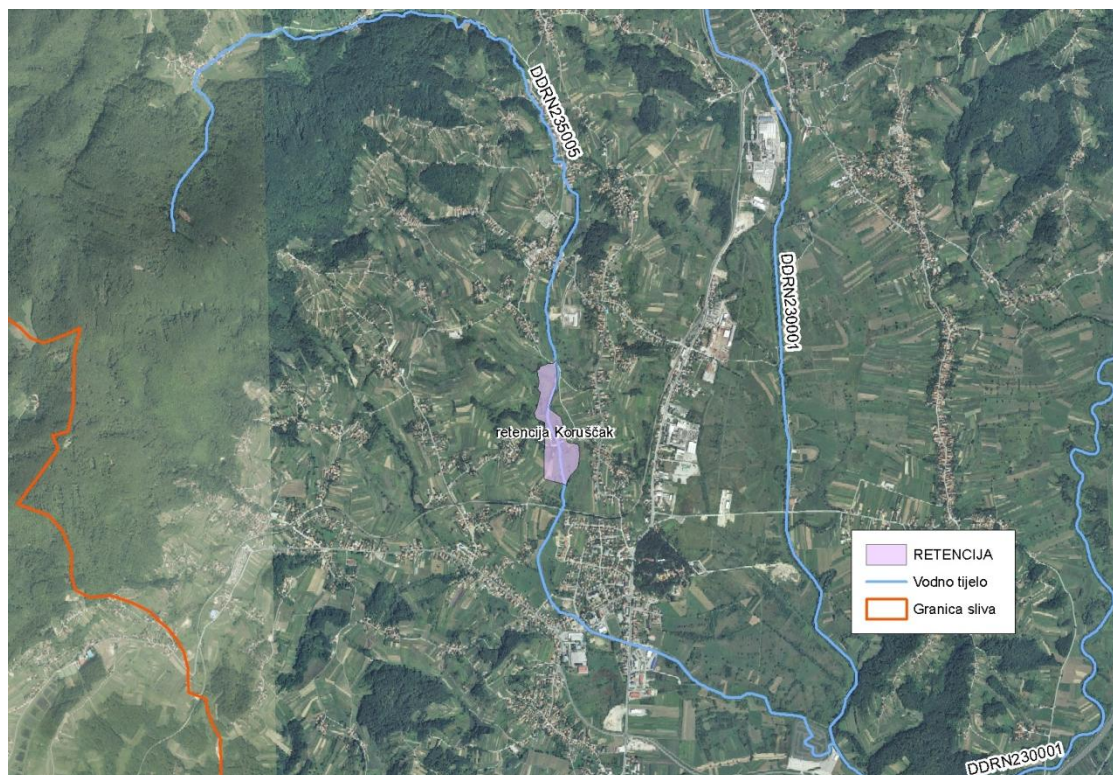 DDRN235005
DDRN230001
retencija Koruščak
RETENCIJA
Vodno tijelo
Granica sliva
DDRN230001